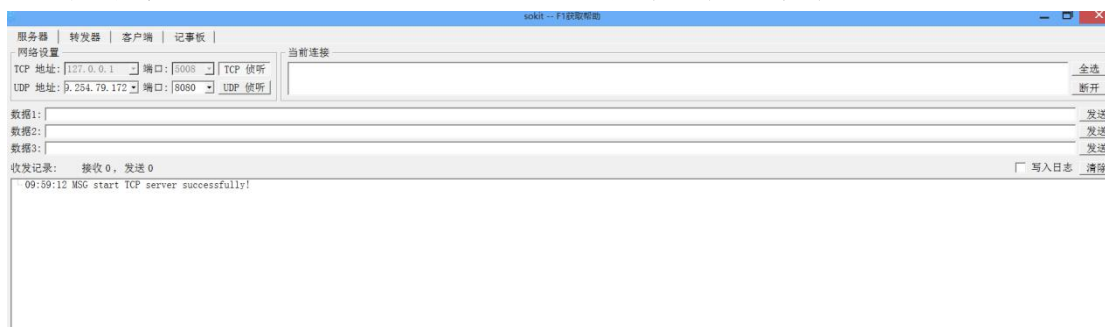 sokit -- F1获取帮助
服务器 | 转发器 | 客户端 | 记事板 |
网络设置
当前连接
TCP 地址: 127.0.0.1 端口: 5008 TCP 侦听
全选
UDP 地址: 9.254.79.172 端口: 8080 UDP 侦听
断开
数据1: 发送
数据2: 发送
数据3: 发送
收发记录: 接收 0, 发送 0 写入日志 清除
09:59:12 MSG start TCP server successfully!